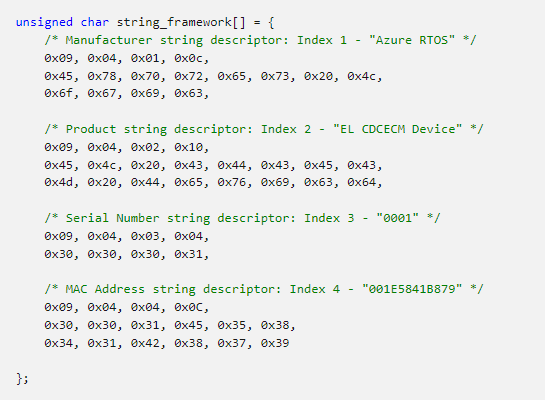 unsigned char string_framework[] = {
/* Manufacturer string descriptor: Index 1 - "Azure RTOS" */
0x09, 0x04, 0x01, 0x0c,
0x45, 0x78, 0x70, 0x72, 0x65, 0x73, 0x20, 0x4c,
0x6f, 0x67, 0x69, 0x63,
/* Product string descriptor: Index 2 - "EL CDCECM Device" */
0x09, 0x04, 0x02, 0x10,
0x45, 0x4c, 0x20, 0x43, 0x44, 0x43, 0x45, 0x43,
0x4d, 0x20, 0x44, 0x65, 0x76, 0x69, 0x63, 0x64,
/* Serial Number string descriptor: Index 3 - "0001" */
0x09, 0x04, 0x03, 0x04,
0x30, 0x30, 0x30, 0x31,
/* MAC Address string descriptor: Index 4 - "001E5841B879" */
0x09, 0x04, 0x04, 0x0C,
0x30, 0x30, 0x31, 0x45, 0x35, 0x38,
0x34, 0x31, 0x42, 0x38, 0x37, 0x39
};